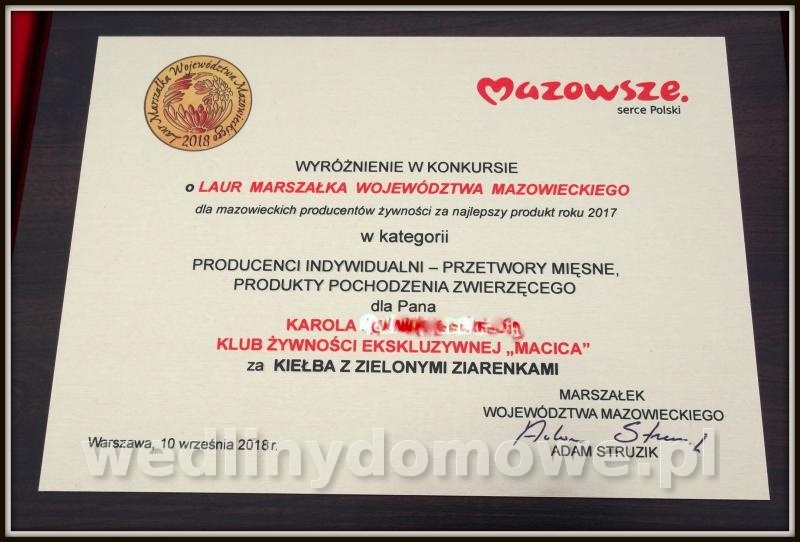 Laur Marszałka Województwa Mazowieckiego
2018
Mazowsze.
serce Polski
WYRÓŻNIENIE W KONKURSIE
o LAUR MARSZAŁKA WOJEWÓDZTWA MAZOWIECKIEGO
dla mazowieckich producentów żywności za najlepszy produkt roku 2017
w kategorii
PRODUCENCI INDYWIDUALNI – PRZETWORY MIĘSNE,
PRODUKTY POCHODZENIA ZWIERZĘCEGO
dla Pana
KAROLA
KLUB ŻYWNOŚCI EKSKLUZYWNEJ „MACICA”
za KIEŁBA Z ZIELONYMI ZIARENKAMI
MARSZAŁEK
WOJEWÓDZTWA MAZOWIECKIEGO
Adam Struzik
ADAM STRUZIK
Warszawa, 10 września 2018 r.
wedlinydomowe.pl